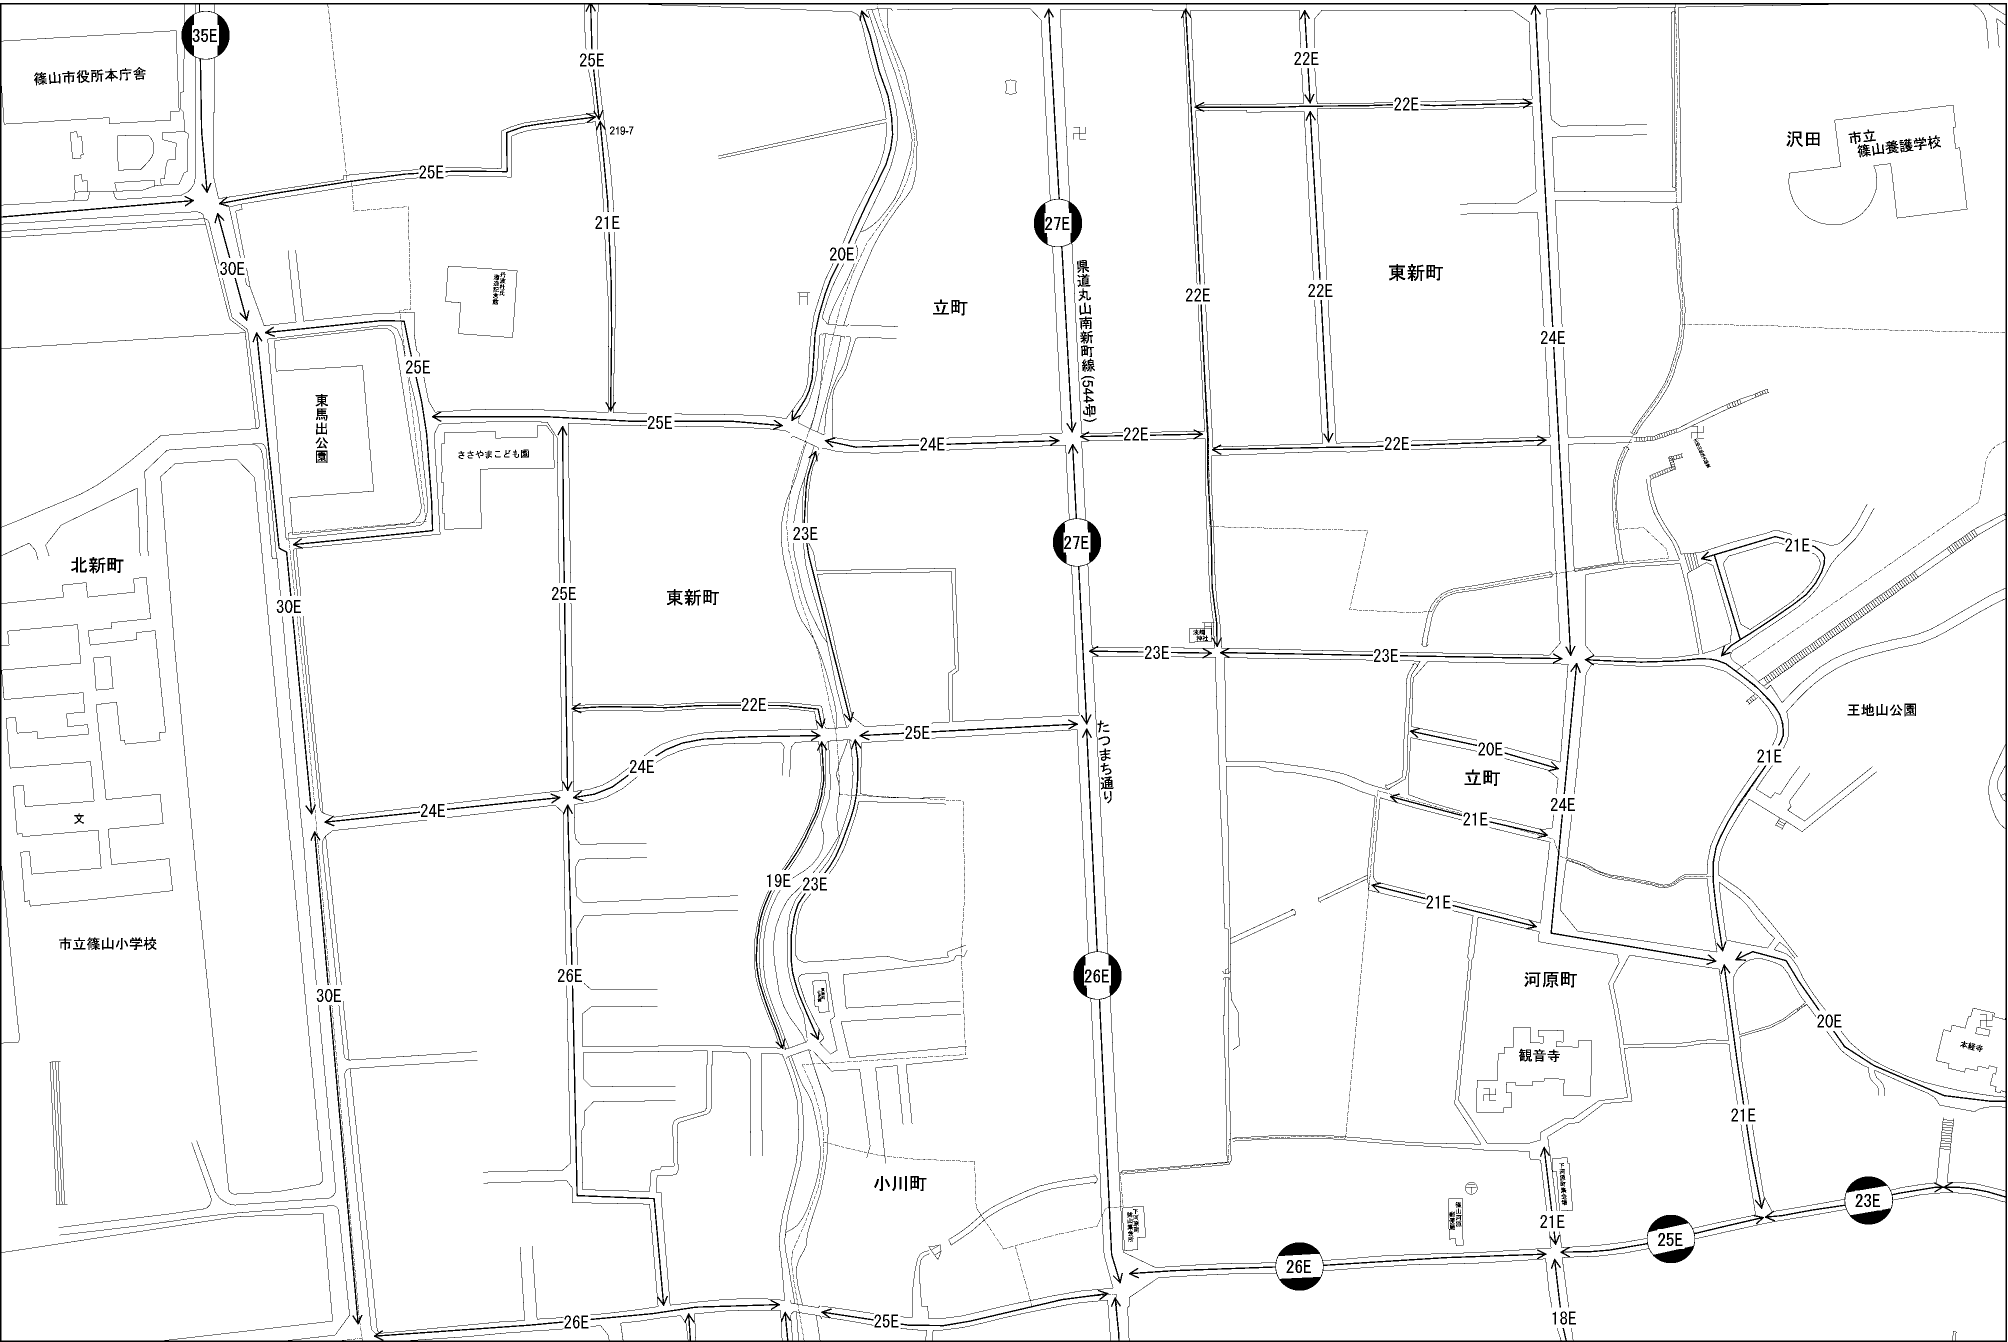 35E
25E
22E
篠山市役所本庁舎
22E
219-7
沢田
市立
篠山養護学校
25E
21E
27E
20E
30E
県道丸山南新町線(544号)
東新町
22E
22E
立町
24E
25E
東馬出公園
25E
24E
22E
22E
ささやまこども園
23E
27E
21E
北新町
30E
25E
東新町
23E
23E
22E
25E
たつまち通り
王地山公園
20E
21E
24E
立町
24E
24E
21E
文
19E
23E
21E
市立篠山小学校
26E
26E
30E
河原町
20E
観音寺
本経寺
21E
小川町
23E
21E
25E
26E
26E
25E
18E